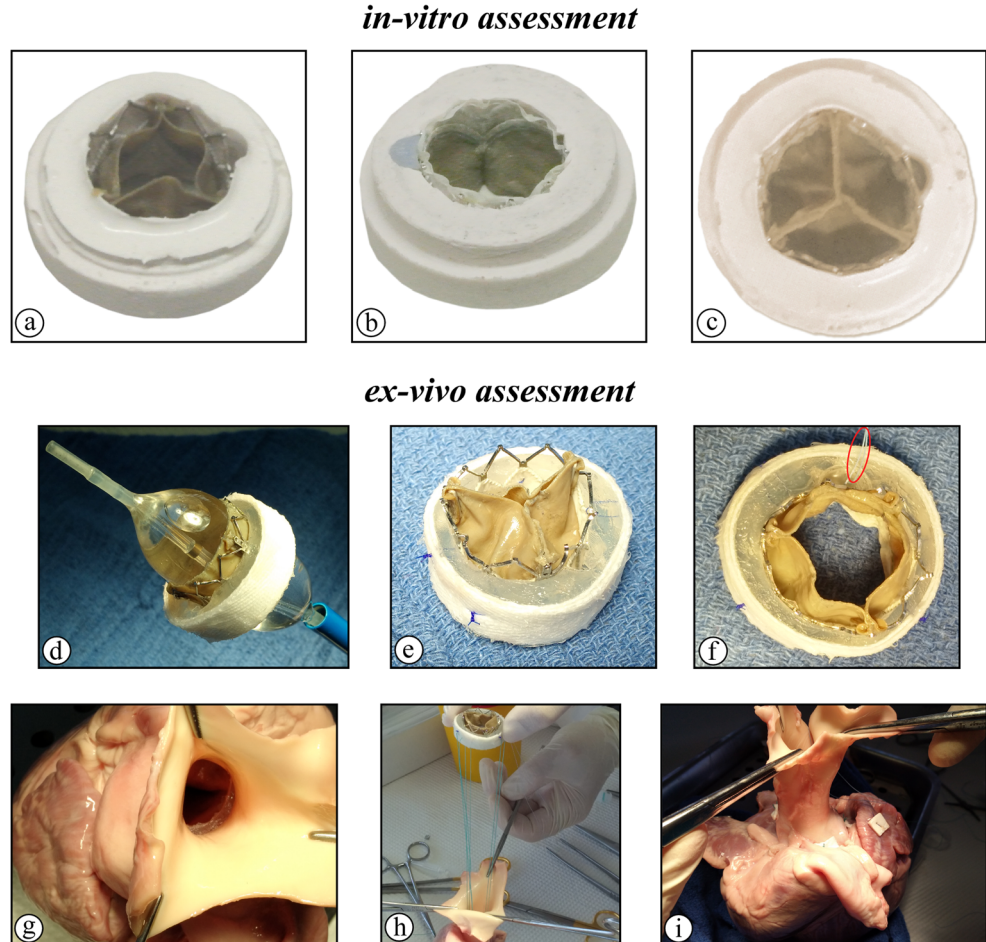 in-vitro assessment
a
b
c
ex-vivo assessment
d
e
f
g
h
i